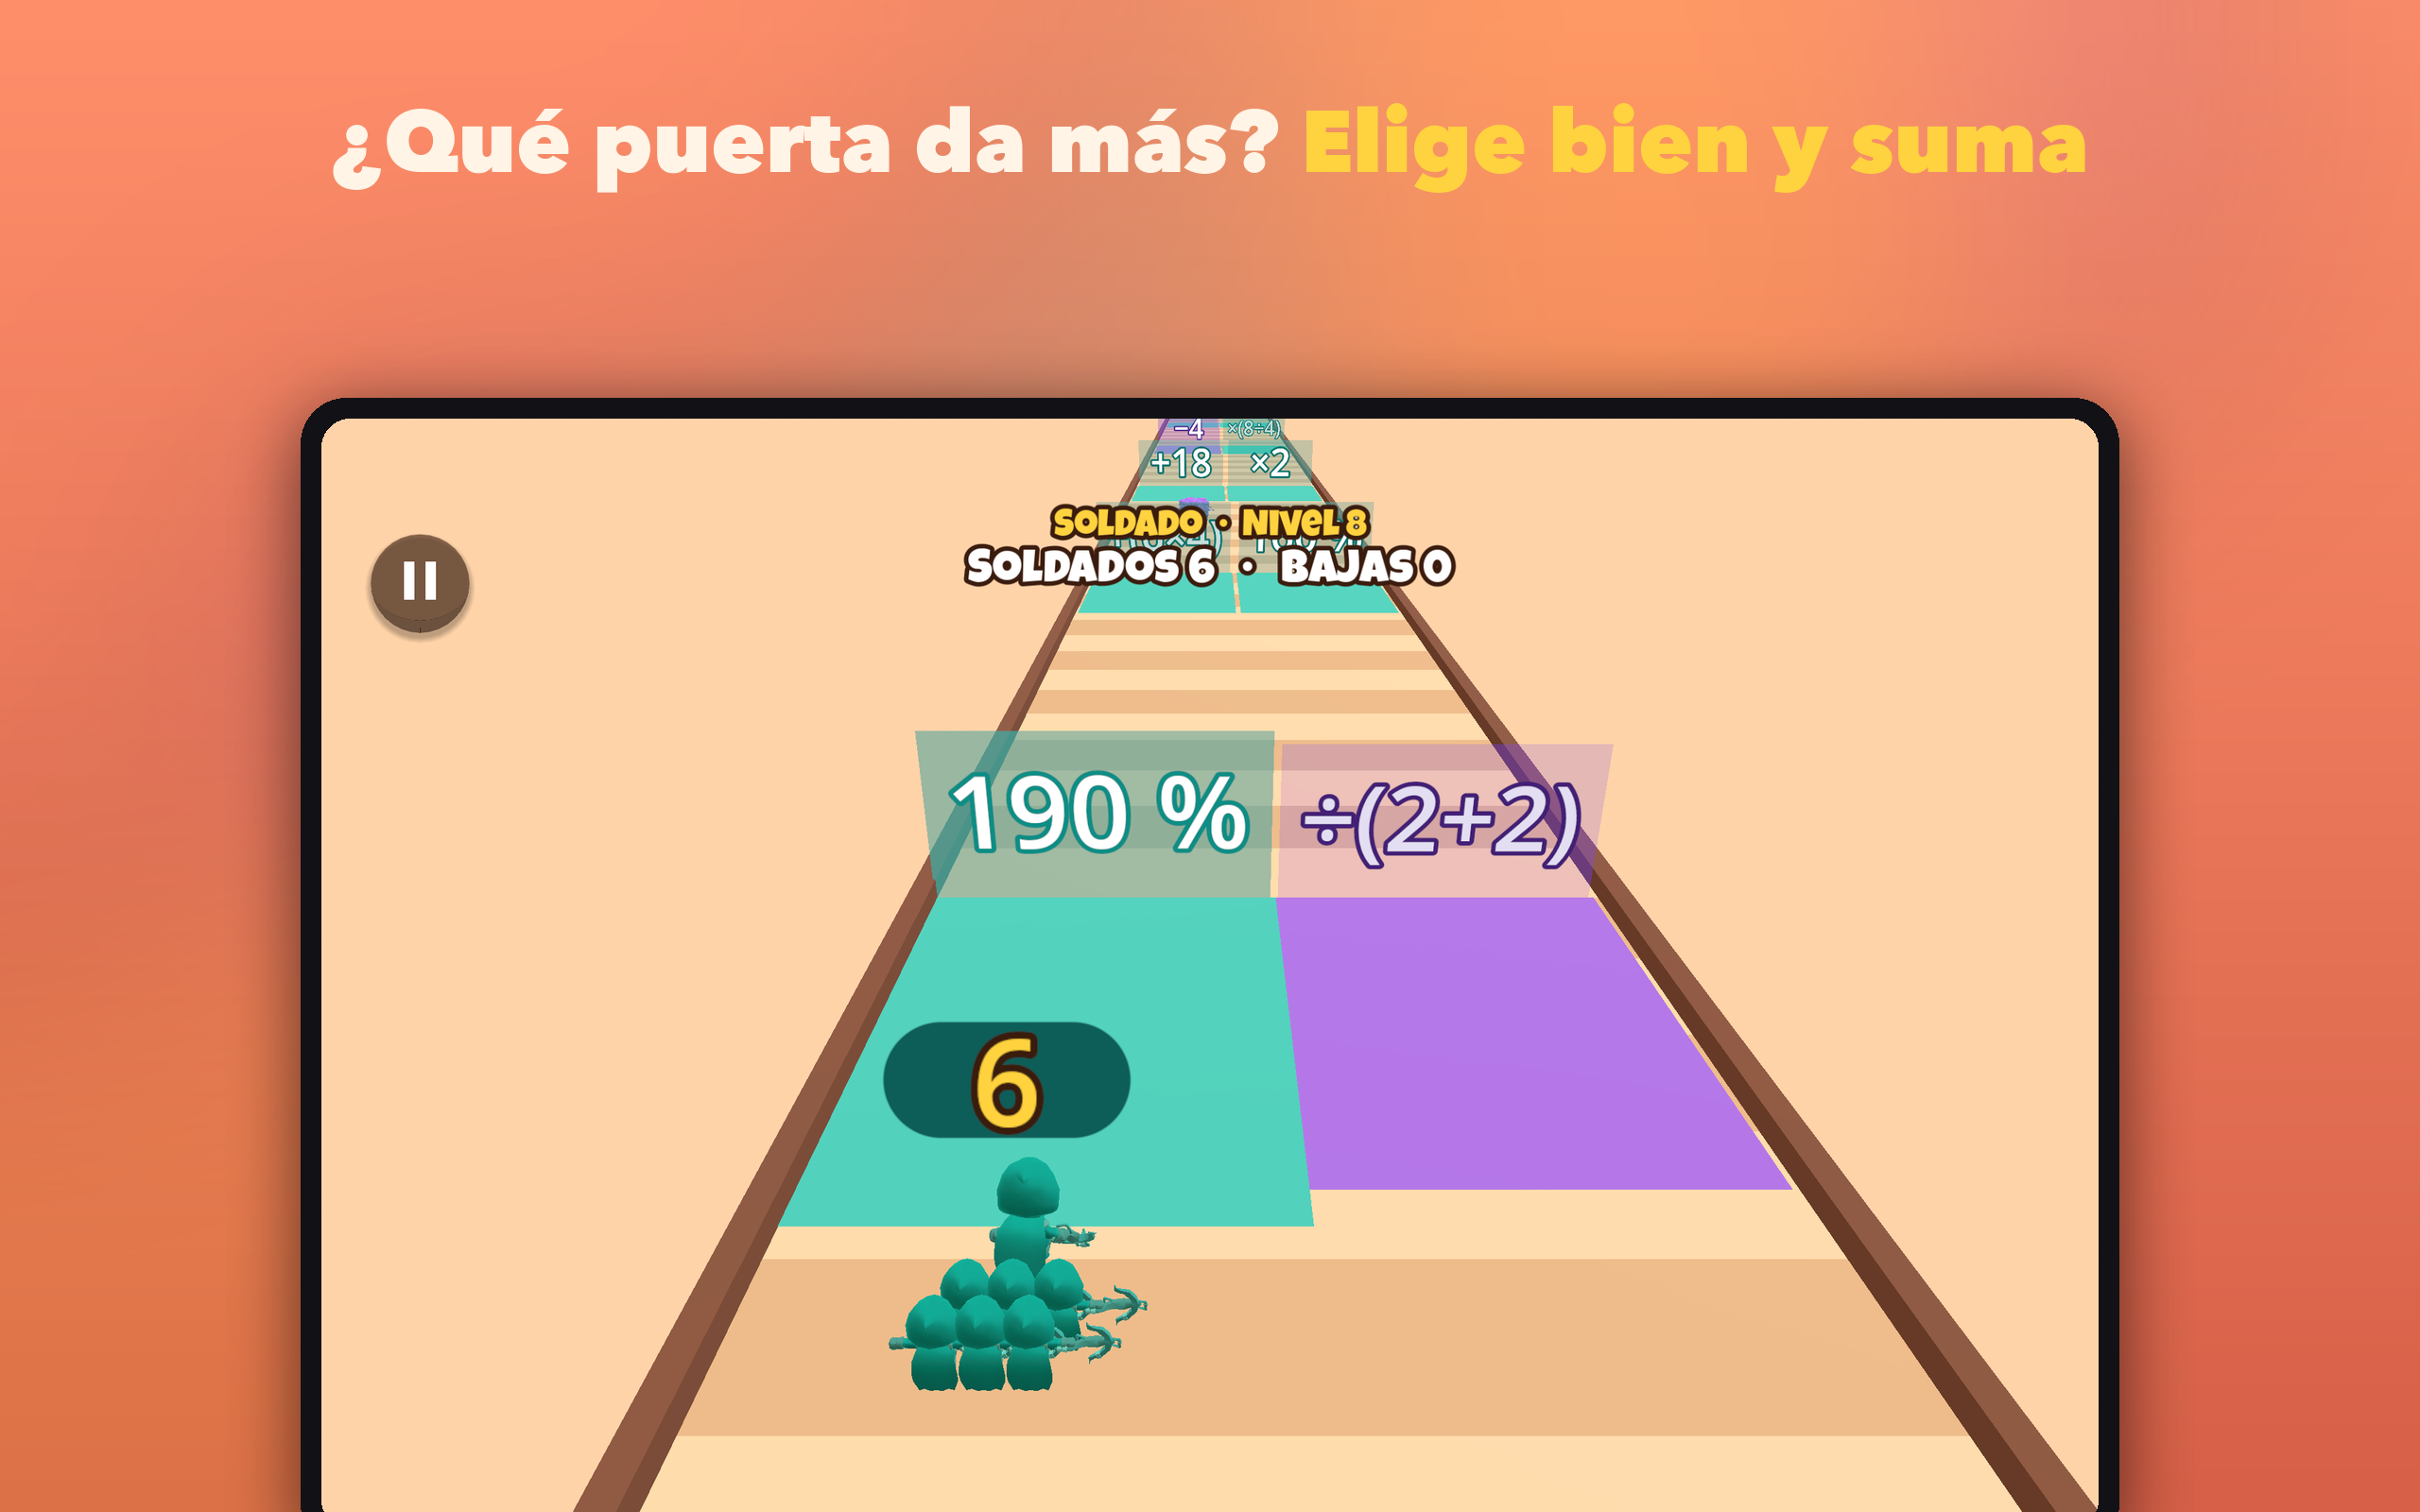 ¿Qué puerta da más? Elige bien y suma
−4 ×(8÷4)
+18 ×2
SOLDADO • NIVEL 8
SOLDADOS 6 • BAJAS 0
190 % ÷(2+2)
6